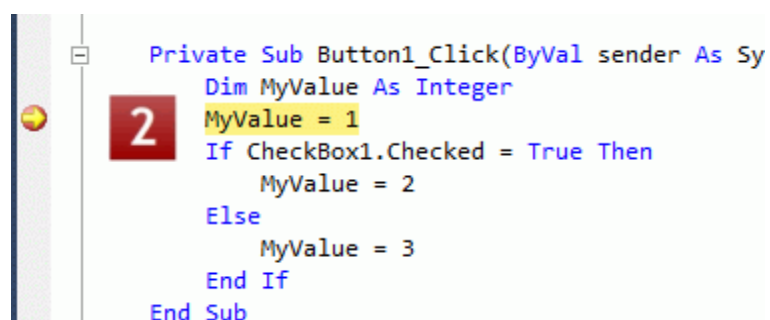 Private Sub Button1_Click(ByVal sender As Sy
Dim MyValue As Integer
2
MyValue = 1
If CheckBox1.Checked = True Then
MyValue = 2
Else
MyValue = 3
End If
End Sub